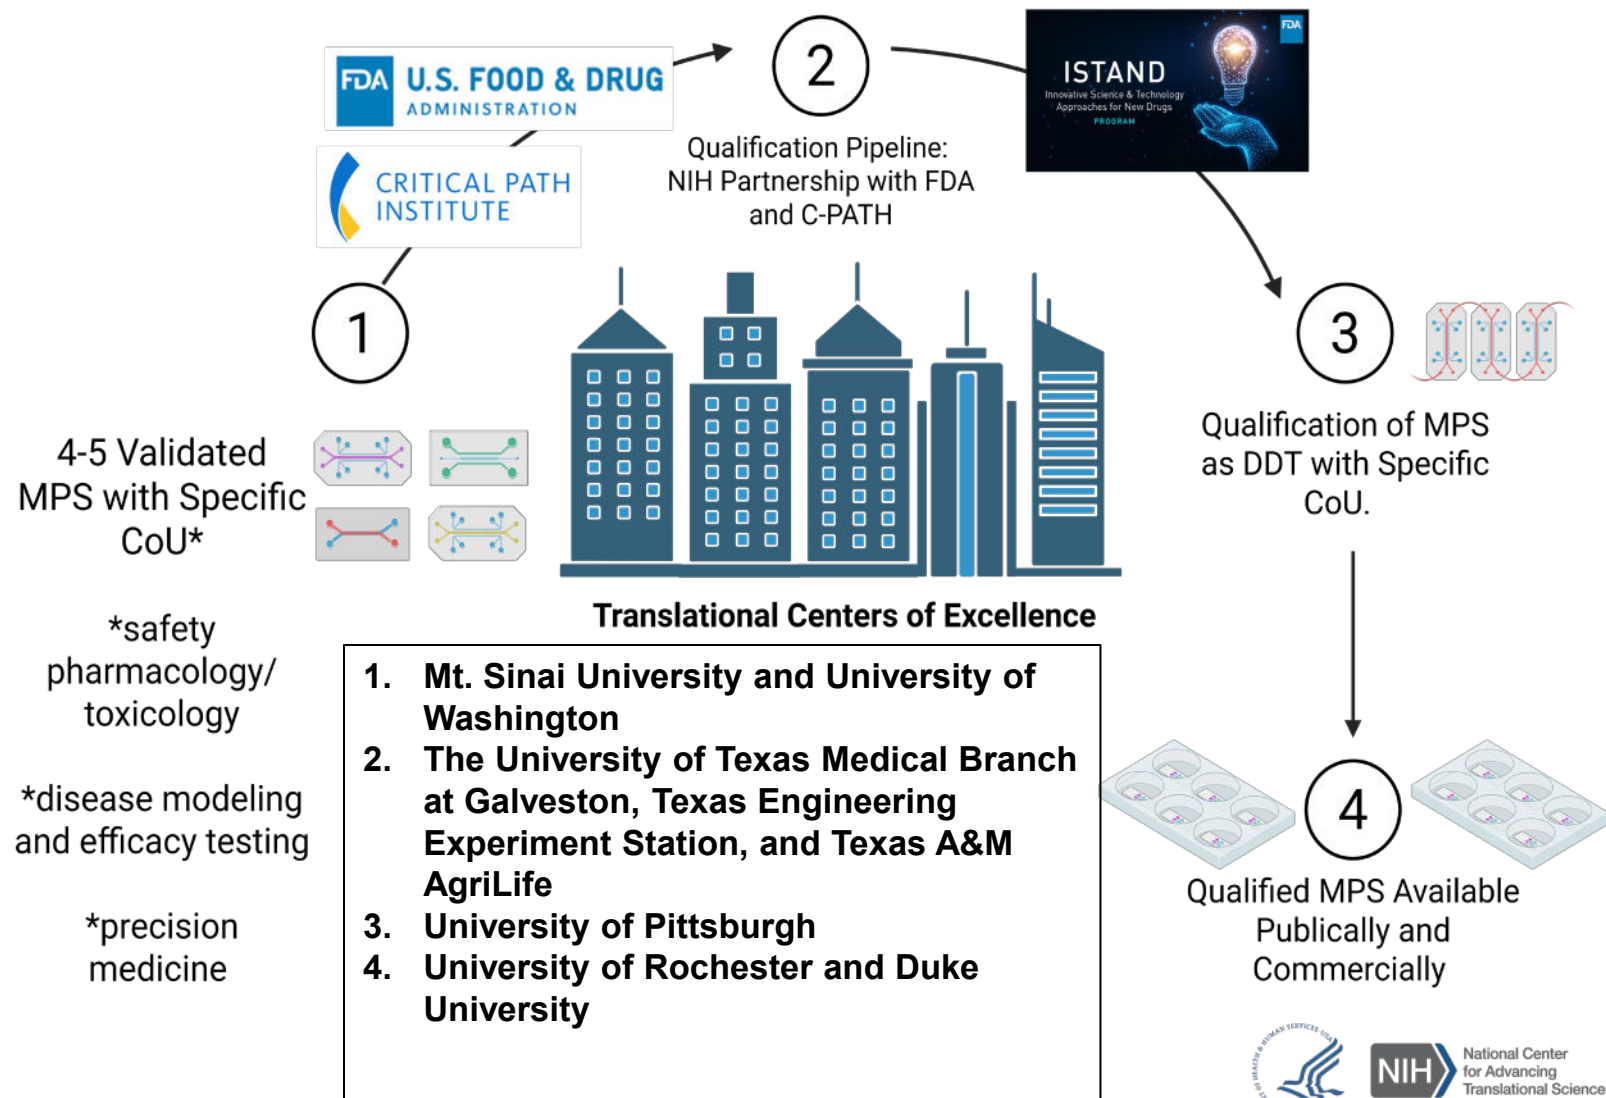 FDA
U.S. FOOD & DRUG
ADMINISTRATION
CRITICAL PATH
INSTITUTE
2
Qualification Pipeline:
NIH Partnership with FDA
and C-PATH
FDA
ISTAND
Innovative Science & Technology
Approaches for New Drugs
PROGRAM
1
4-5 Validated
MPS with Specific
CoU*
*safety
pharmacology/
toxicology
*disease modeling
and efficacy testing
*precision
medicine
Translational Centers of Excellence
1. Mt. Sinai University and University of
Washington
2. The University of Texas Medical Branch
at Galveston, Texas Engineering
Experiment Station, and Texas A&M
AgriLife
3. University of Pittsburgh
4. University of Rochester and Duke
University
3
Qualification of MPS
as DDT with Specific
CoU.
4
Qualified MPS Available
Publically and
Commercially
OF HEALTH & HUMAN SERVICES·USA
NIH
National Center
for Advancing
Translational Science